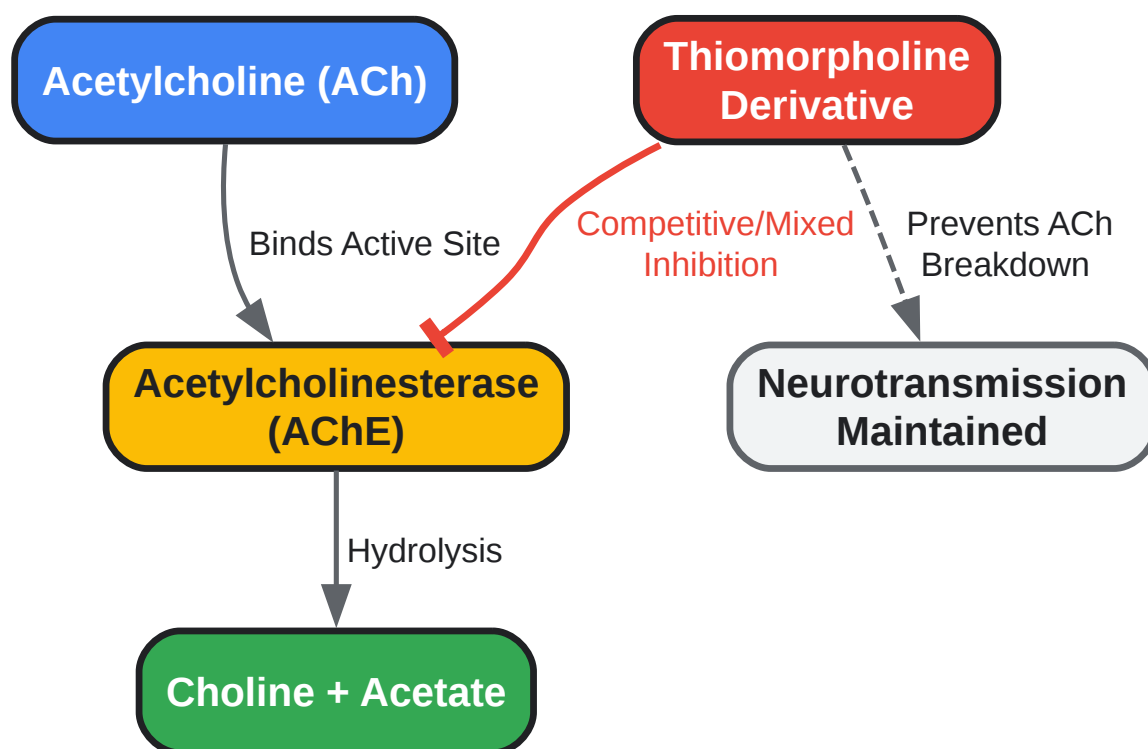 Acetylcholine (ACh)
Thiomorpholine
Derivative
Binds Active Site
Competitive/Mixed
Inhibition
Prevents ACh
Breakdown
Acetylcholinesterase
(AChE)
Neurotransmission
Maintained
Hydrolysis
Choline + Acetate